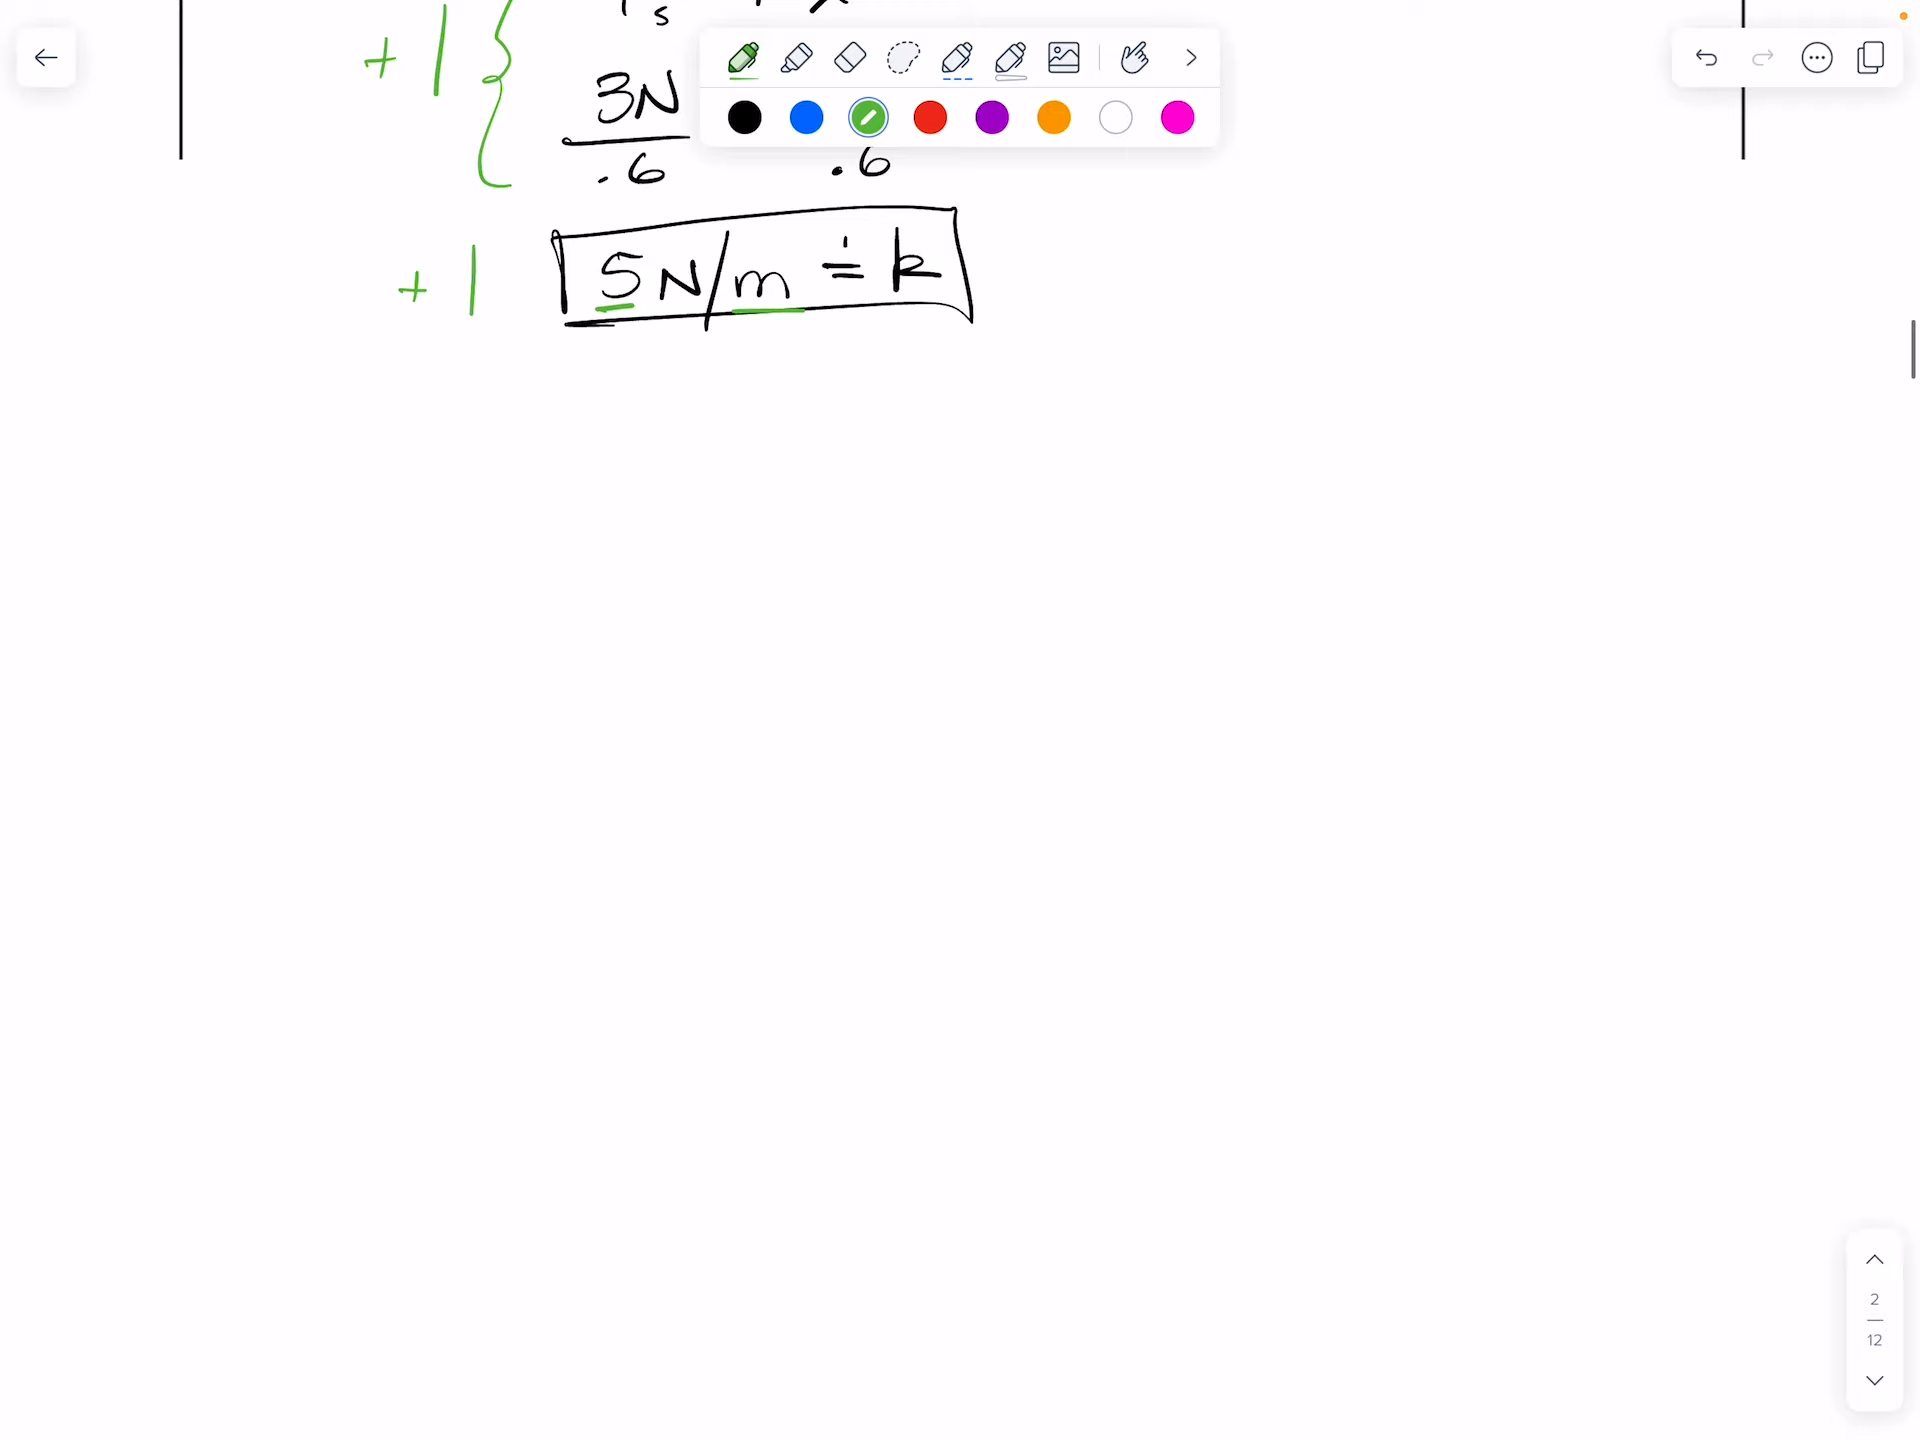 +1 {
3N
.6 .6
+1 5N/m = k
2
12